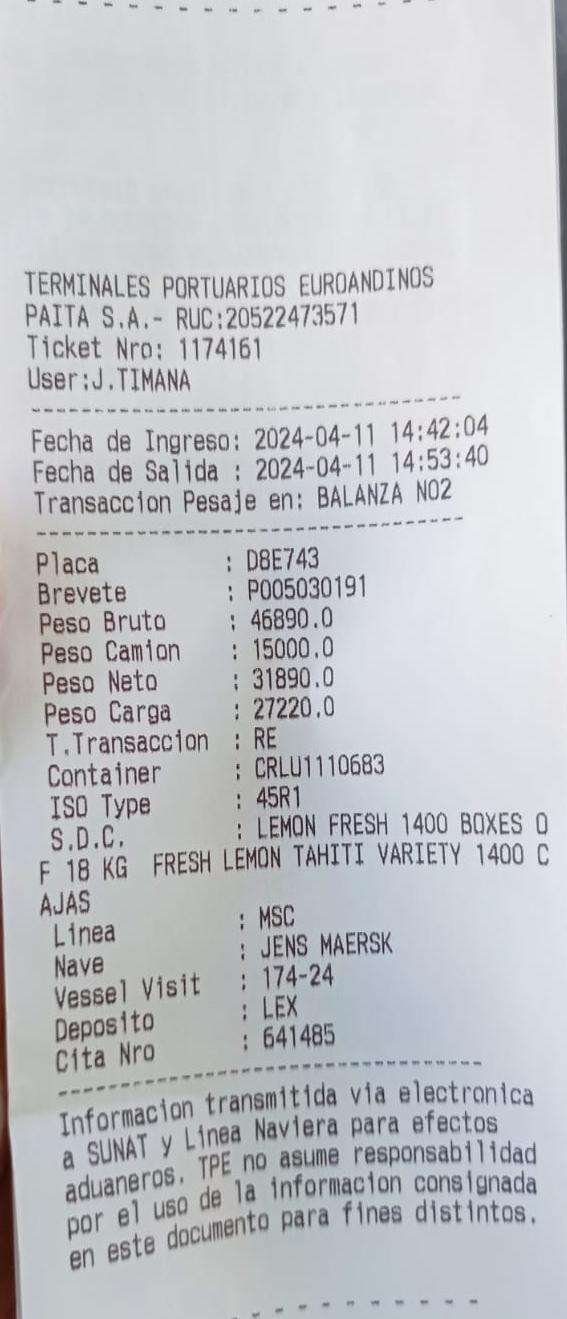 TERMINALES PORTUARIOS EUROANDINOS
PAITA S.A.- RUC:20522473571
Ticket Nro: 1174161
User:J.TIMANA
Fecha de Ingreso: 2024-04-11 14:42:04
Fecha de Salida : 2024-04-11 14:53:40
Transaccion Pesaje en: BALANZA NO2
Placa : D8E743
Brevete : P005030191
Peso Bruto : 46890.0
Peso Camion : 15000.0
Peso Neto : 31890.0
Peso Carga : 27220.0
T.Transaccion : RE
Container : CRLU1110683
ISO Type : 45R1
S.D.C. : LEMON FRESH 1400 BOXES O
F 18 KG FRESH LEMON TAHITI VARIETY 1400 C
AJAS
Linea : MSC
Nave : JENS MAERSK
Vessel Visit : 174-24
Deposito : LEX
Cita Nro : 641485
Informacion transmitida via electronica
a SUNAT y Linea Naviera para efectos
aduaneros. TPE no asume responsabilidad
por el uso de la informacion consignada
en este documento para fines distintos.